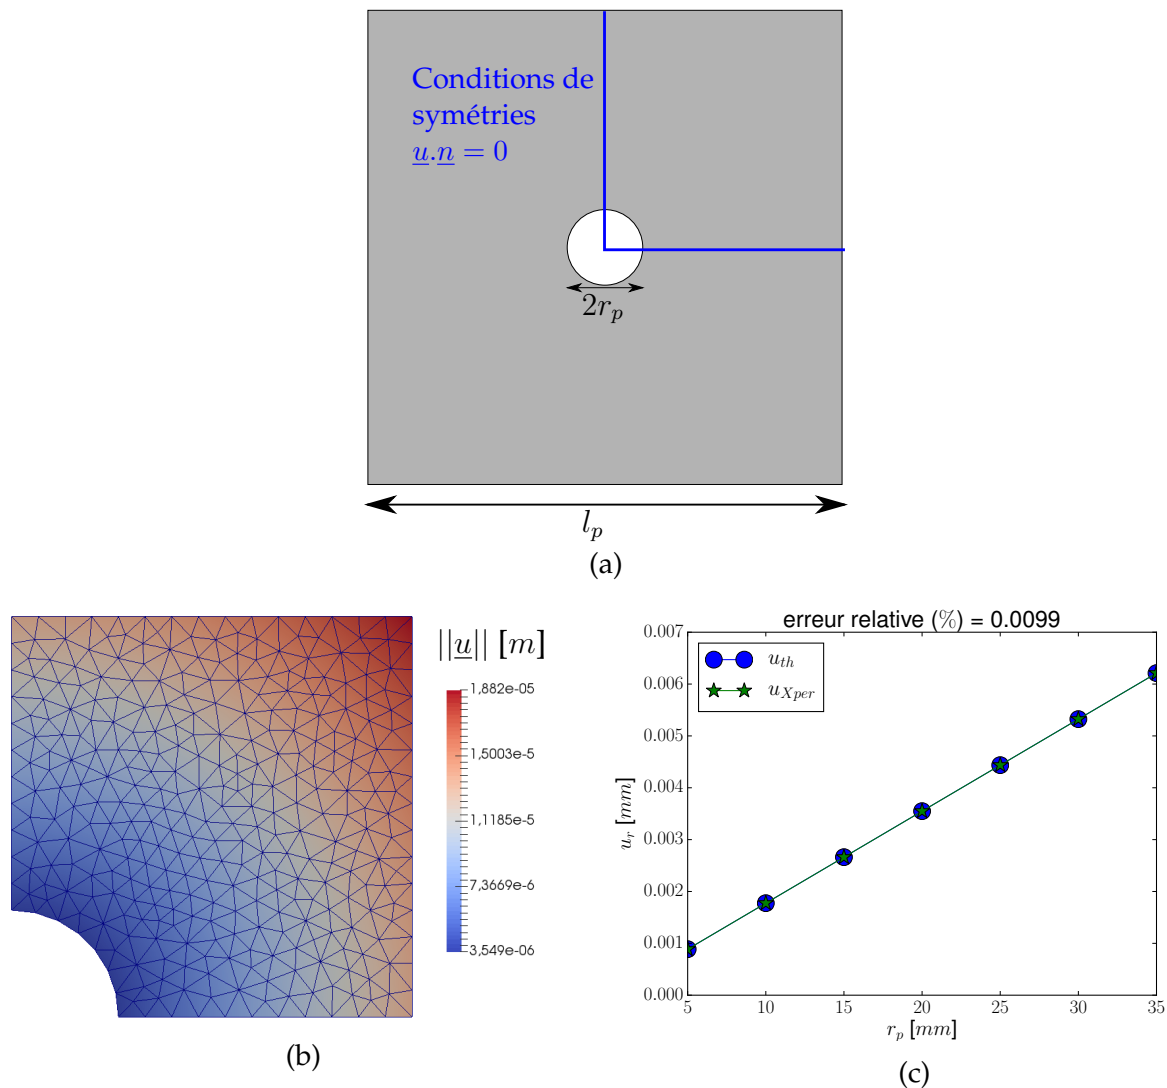 Conditions de
symétries
u.n = 0
2r_p
l_p
(a)
||u|| [m]
1,882e-05
1,5003e-5
1,1185e-5
7,3669e-6
3,549e-06
(b)
erreur relative (%) = 0.0099
u_th
u_Xper
0.007
0.006
0.005
0.004
0.003
0.002
0.001
0.000
u_r [mm]
5 10 15 20 25 30 35
r_p [mm]
(c)